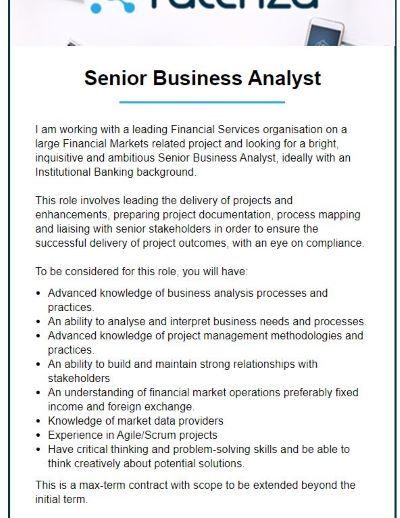 Senior Business Analyst
I am working with a leading Financial Services organisation on a
large Financial Markets related project and looking for a bright,
inquisitive and ambitious Senior Business Analyst, ideally with an
Institutional Banking background.
This role involves leading the delivery of projects and
enhancements, preparing project documentation, process mapping
and liaising with senior stakeholders in order to ensure the
successful delivery of project outcomes, with an eye on compliance.
To be considered for this role, you will have:
• Advanced knowledge of business analysis processes and
practices.
• An ability to analyse and interpret business needs and processes.
• Advanced knowledge of project management methodologies and
practices.
• An ability to build and maintain strong relationships with
stakeholders
• An understanding of financial market operations preferably fixed
income and foreign exchange.
• Knowledge of market data providers
• Experience in Agile/Scrum projects
• Have critical thinking and problem-solving skills and be able to
think creatively about potential solutions.
This is a max-term contract with scope to be extended beyond the
initial term.